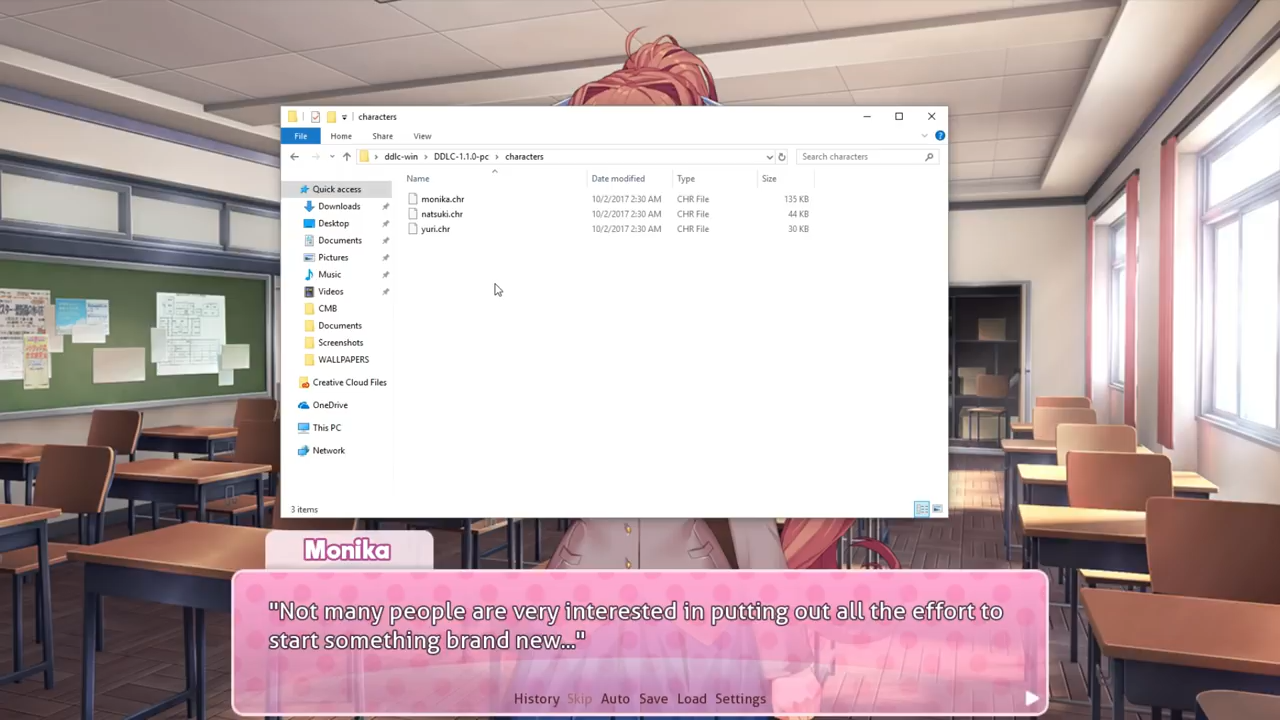 characters
File Home Share View
ddlc-win DDLC-1.1.0-pc characters Search characters
Name Date modified Type Size
monika.chr 10/2/2017 2:30 AM CHR File 135 KB
natsuki.chr 10/2/2017 2:30 AM CHR File 44 KB
yuri.chr 10/2/2017 2:30 AM CHR File 30 KB
Quick access
Downloads
Desktop
Documents
Pictures
Music
Videos
CMB
Documents
Screenshots
WALLPAPERS
Creative Cloud Files
OneDrive
This PC
Network
3 items
Monika
"Not many people are very interested in putting out all the effort to
start something brand new..."
History Skip Auto Save Load Settings